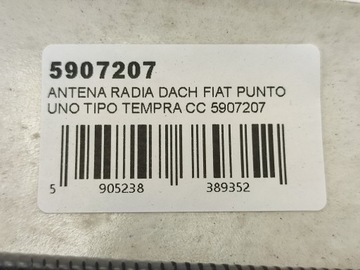 5907207
ANTENA RADIA DACH FIAT PUNTO
UNO TIPO TEMPRA CC 5907207
5 905238 389352